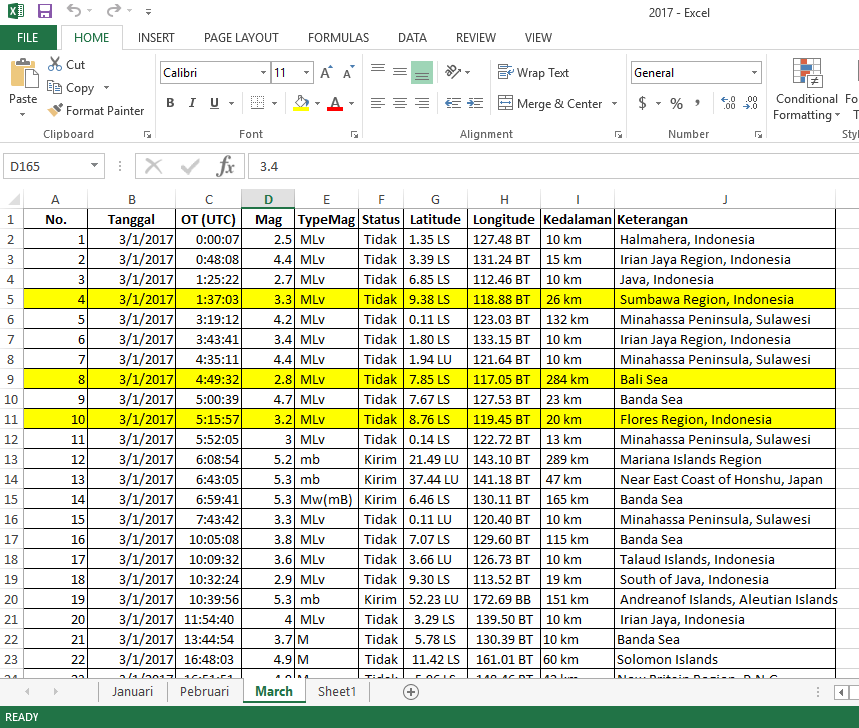 2017 - Excel
FILE HOME INSERT PAGE LAYOUT FORMULAS DATA REVIEW VIEW
Paste Cut Copy Format Painter Clipboard
Calibri 11 A A B I U A Font
Wrap Text Merge & Center Alignment
General $ % , .00 Number
Conditional Formatting
D165 fx 3.4
A B C D E F G H I J
1 No. Tanggal OT (UTC) Mag TypeMag Status Latitude Longitude Kedalaman Keterangan
2 1 3/1/2017 0:00:07 2.5 MLv Tidak 1.35 LS 127.48 BT 10 km Halmahera, Indonesia
3 2 3/1/2017 0:48:08 4.4 MLv Tidak 3.39 LS 131.24 BT 15 km Irian Jaya Region, Indonesia
4 3 3/1/2017 1:25:22 2.7 MLv Tidak 6.85 LS 112.46 BT 10 km Java, Indonesia
5 4 3/1/2017 1:37:03 3.3 MLv Tidak 9.38 LS 118.88 BT 26 km Sumbawa Region, Indonesia
6 5 3/1/2017 3:19:12 4.2 MLv Tidak 0.11 LS 123.03 BT 132 km Minahassa Peninsula, Sulawesi
7 6 3/1/2017 3:43:41 3.4 MLv Tidak 1.80 LS 133.15 BT 10 km Irian Jaya Region, Indonesia
8 7 3/1/2017 4:35:11 4.4 MLv Tidak 1.94 LU 121.64 BT 10 km Minahassa Peninsula, Sulawesi
9 8 3/1/2017 4:49:32 2.8 MLv Tidak 7.85 LS 117.05 BT 284 km Bali Sea
10 9 3/1/2017 5:00:39 4.7 MLv Tidak 7.67 LS 127.53 BT 23 km Banda Sea
11 10 3/1/2017 5:15:57 3.2 MLv Tidak 8.76 LS 119.45 BT 20 km Flores Region, Indonesia
12 11 3/1/2017 5:52:05 3 MLv Tidak 0.14 LS 122.72 BT 13 km Minahassa Peninsula, Sulawesi
13 12 3/1/2017 6:08:54 5.2 mb Kirim 21.49 LU 143.10 BT 289 km Mariana Islands Region
14 13 3/1/2017 6:43:05 5.3 mb Kirim 37.44 LU 141.18 BT 47 km Near East Coast of Honshu, Japan
15 14 3/1/2017 6:59:41 5.3 Mw(mB) Kirim 6.46 LS 130.11 BT 165 km Banda Sea
16 15 3/1/2017 7:43:42 3.3 MLv Tidak 0.11 LU 120.40 BT 10 km Minahassa Peninsula, Sulawesi
17 16 3/1/2017 10:05:08 3.8 MLv Tidak 7.07 LS 129.60 BT 115 km Banda Sea
18 17 3/1/2017 10:09:32 3.6 MLv Tidak 3.66 LU 126.73 BT 10 km Talaud Islands, Indonesia
19 18 3/1/2017 10:32:24 2.9 MLv Tidak 9.30 LS 113.52 BT 19 km South of Java, Indonesia
20 19 3/1/2017 10:39:56 5.3 mb Kirim 52.23 LU 172.69 BB 151 km Andreanof Islands, Aleutian Islands
21 20 3/1/2017 11:54:40 4 MLv Tidak 3.29 LS 139.50 BT 10 km Irian Jaya, Indonesia
22 21 3/1/2017 13:44:54 3.7 M Tidak 5.78 LS 130.39 BT 10 km Banda Sea
23 22 3/1/2017 16:48:03 4.9 M Tidak 11.42 LS 161.01 BT 60 km Solomon Islands
Januari Pebruari March Sheet1
READY